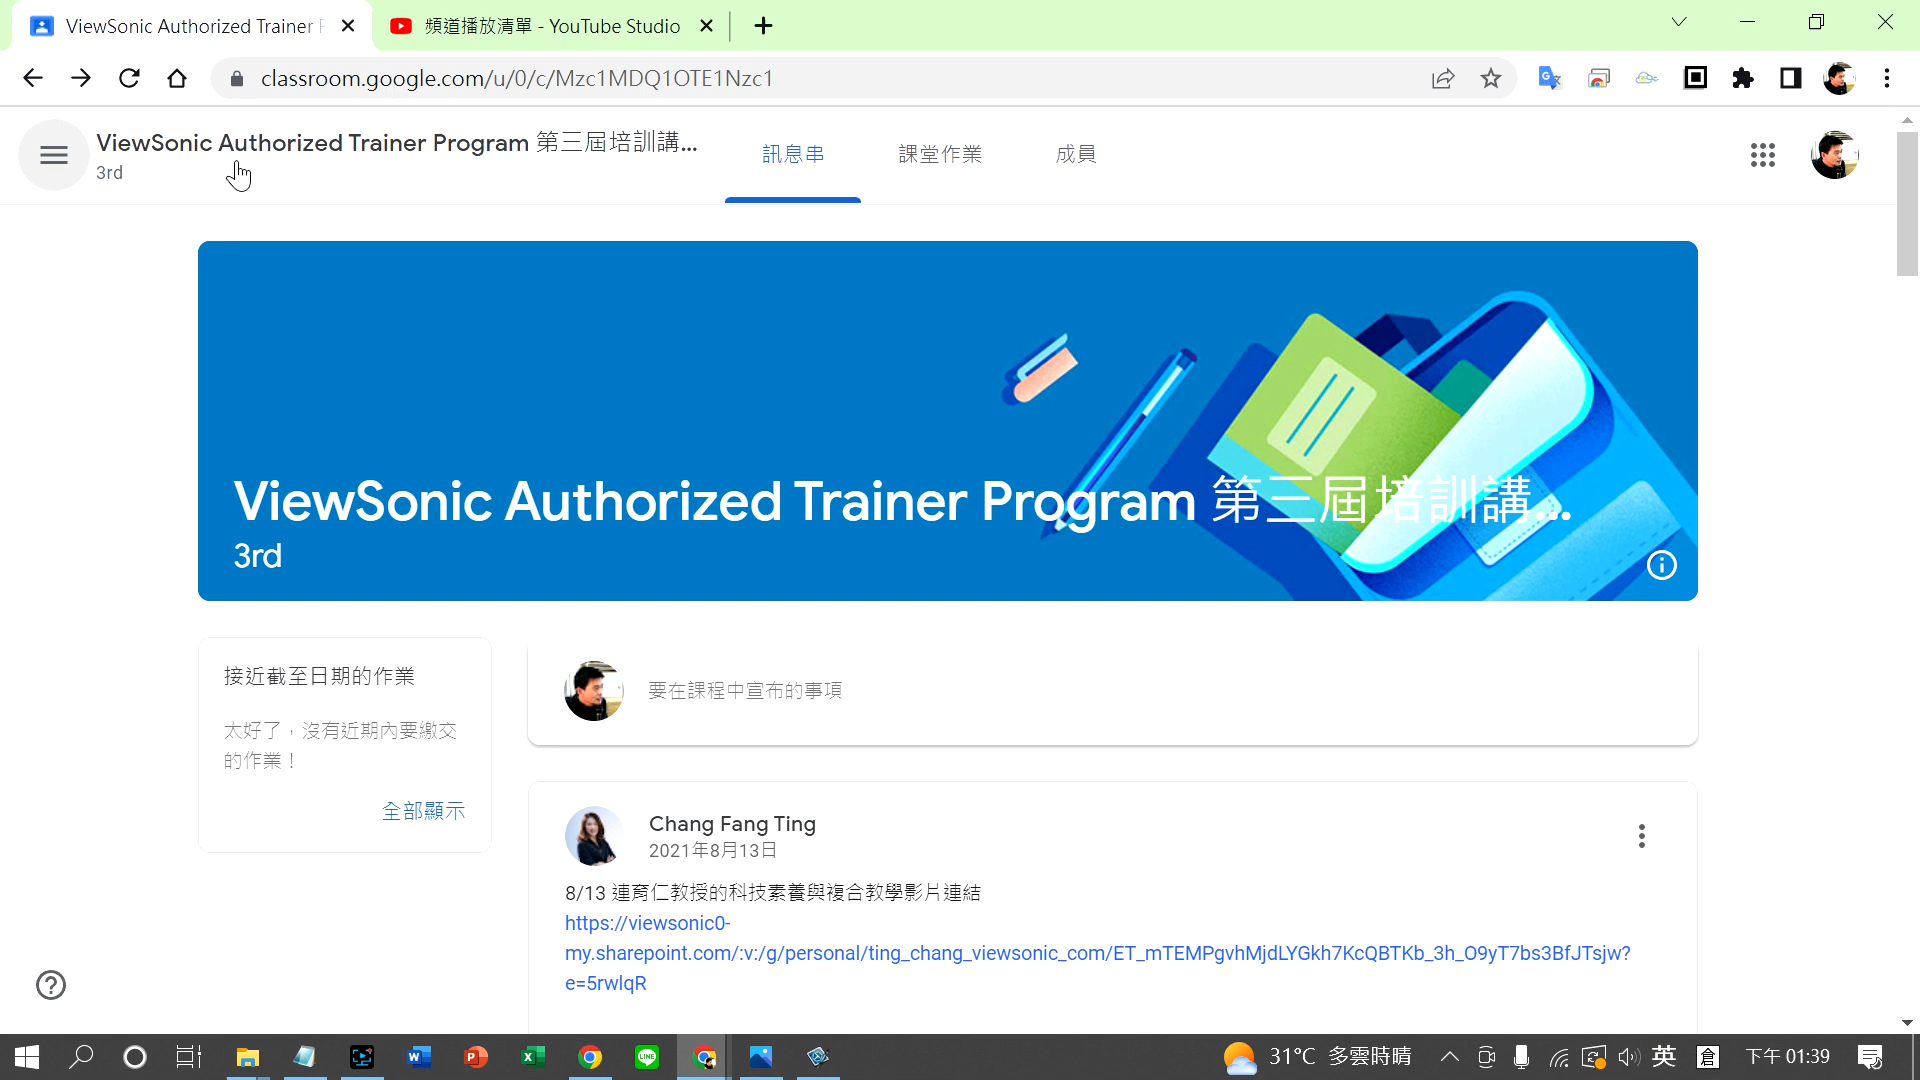 ViewSonic Authorized Trainer P
頻道播放清單 - YouTube Studio
classroom.google.com/u/0/c/Mzc1MDQ1OTE1Nzc1
ViewSonic Authorized Trainer Program 第三屆培訓講...
3rd
訊息串
課堂作業
成員
ViewSonic Authorized Trainer Program 第三屆培訓講...
3rd
接近截至日期的作業
太好了，沒有近期內要繳交
的作業！
全部顯示
要在課程中宣布的事項
Chang Fang Ting
2021年8月13日
8/13 連育仁教授的科技素養與複合教學影片連結
https://viewsonic0-
my.sharepoint.com/:v:/g/personal/ting_chang_viewsonic_com/ET_mTEMPgvhMjdLYGkh7KcQBTKb_3h_O9yT7bs3BfJTsjw?
e=5rwlqR
31°C 多雲時晴
英
倉
下午 01:39